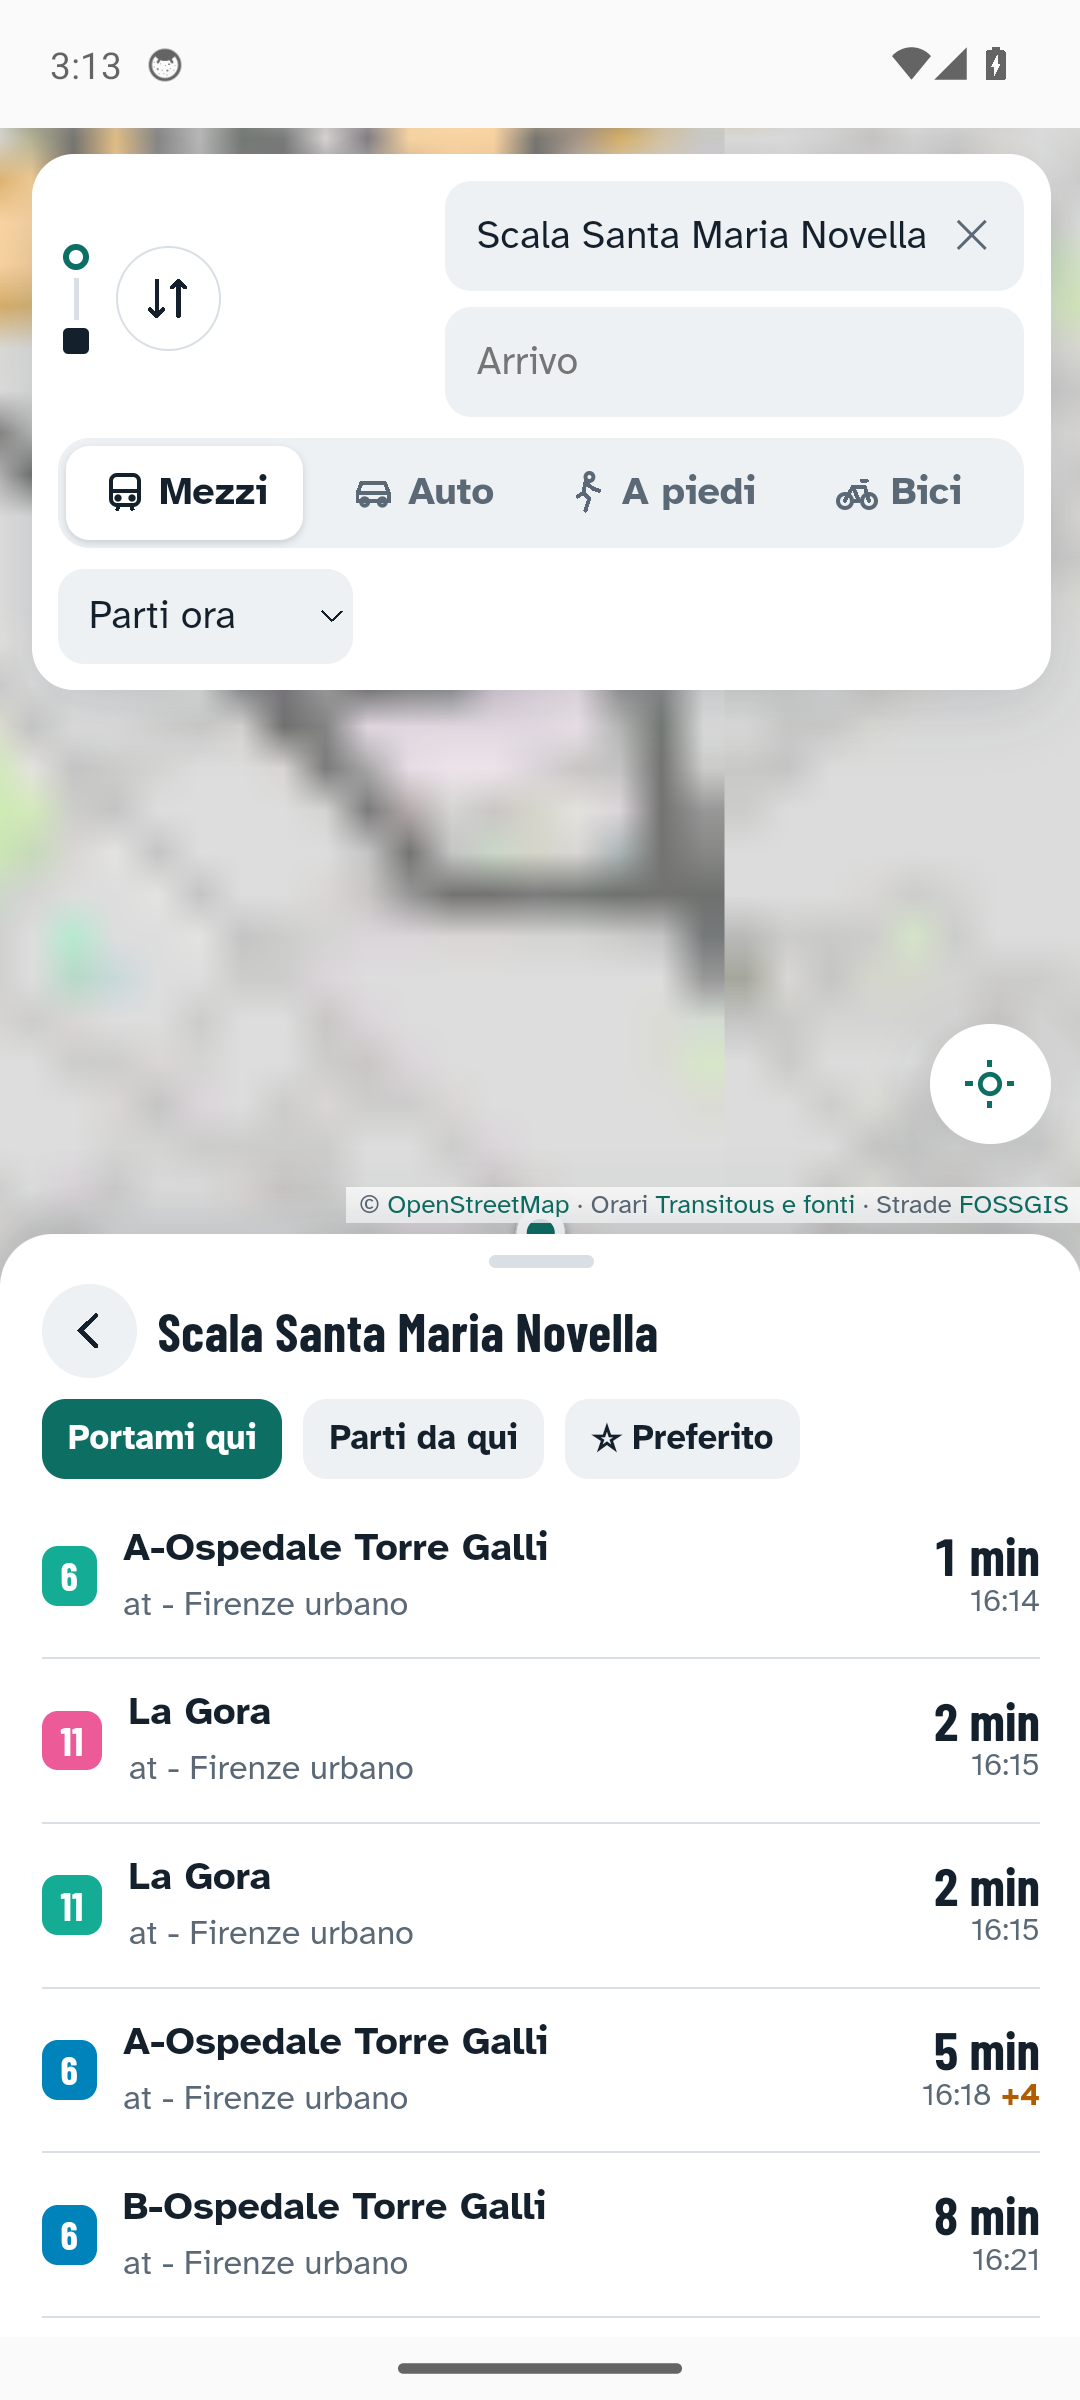 3:13
Scala Santa Maria Novella
Arrivo
Mezzi
Auto
A piedi
Bici
Parti ora
© OpenStreetMap · Orari Transitous e fonti · Strade FOSSGIS
Scala Santa Maria Novella
Portami qui
Parti da qui
☆ Preferito
6
A-Ospedale Torre Galli
at - Firenze urbano
1 min
16:14
11
La Gora
at - Firenze urbano
2 min
16:15
11
La Gora
at - Firenze urbano
2 min
16:15
6
A-Ospedale Torre Galli
at - Firenze urbano
5 min
16:18 +4
6
B-Ospedale Torre Galli
at - Firenze urbano
8 min
16:21